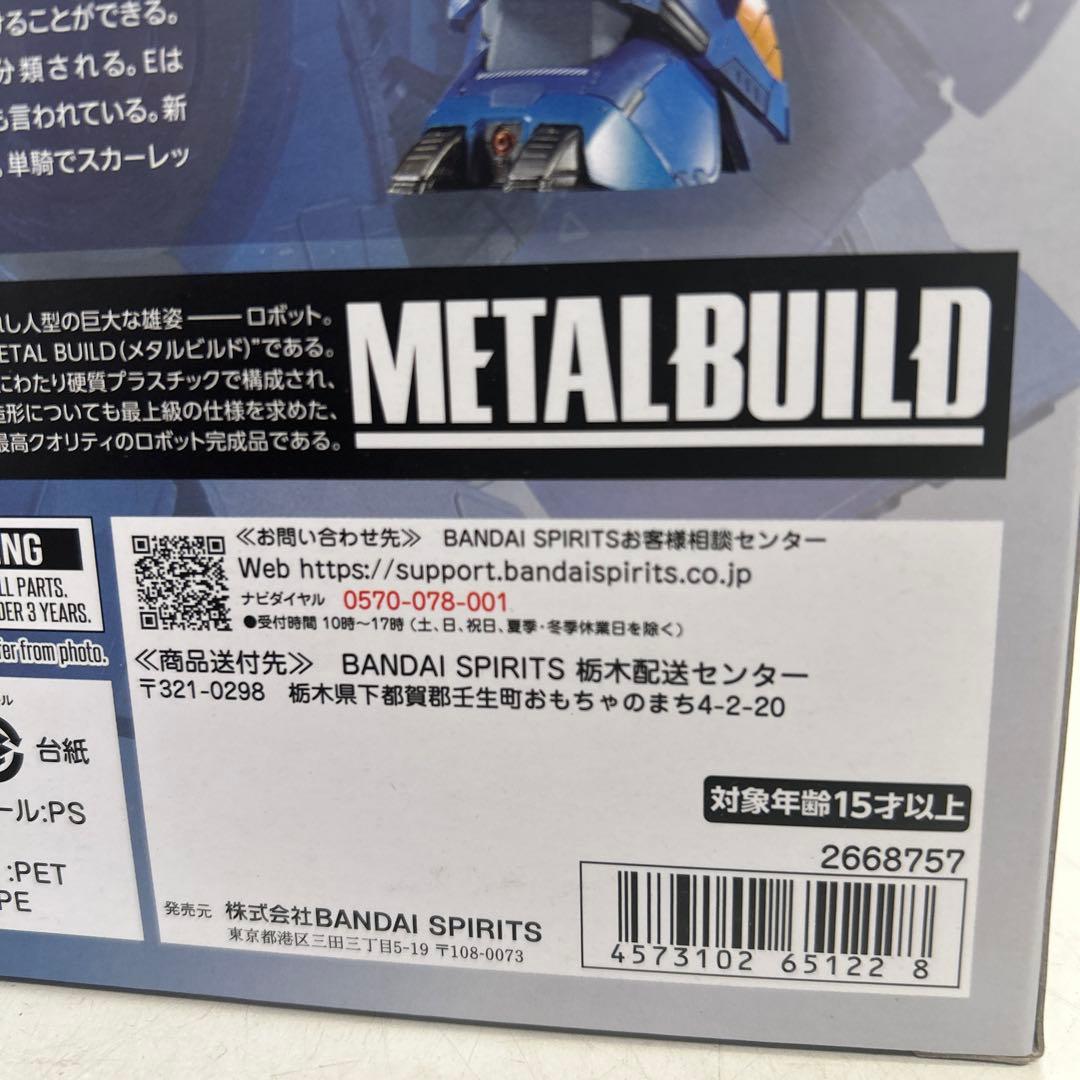 けることができる。
分類される。Eは
も言われている。新
、単騎でスカーレッ
れし人型の巨大な雄姿――ロボット。
ETAL BUILD(メタルビルド)"である。
にわたり硬質プラスチックで構成され、
造形についても最上級の仕様を求めた、
最高クオリティのロボット完成品である。
METALBUILD
NG
LL PARTS.
DER 3 YEARS.
fer from photo.
ル
台紙
ール:PS
:PET
PE
≪お問い合わせ先≫ BANDAI SPIRITSお客様相談センター
Web https://support.bandaispirits.co.jp
ナビダイヤル 0570-078-001
●受付時間 10時～17時(土、日、祝日、夏季・冬季休業日を除く)
≪商品送付先≫ BANDAI SPIRITS 栃木配送センター
〒321-0298 栃木県下都賀郡壬生町おもちゃのまち4-2-20
対象年齢15才以上
2668757
発売元 株式会社BANDAI SPIRITS
東京都港区三田三丁目5-19 〒108-0073
4573102 65122 8